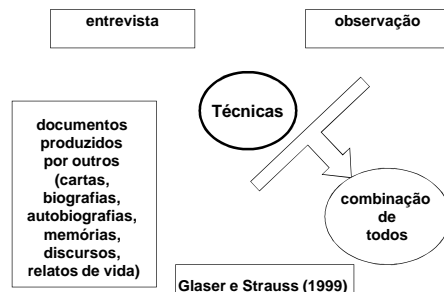 entrevista
observação
Técnicas
documentos
produzidos
por outros
(cartas,
biografias,
autobiografias,
memórias,
discursos,
relatos de vida)
combinação
de
todos
Glaser e Strauss (1999)